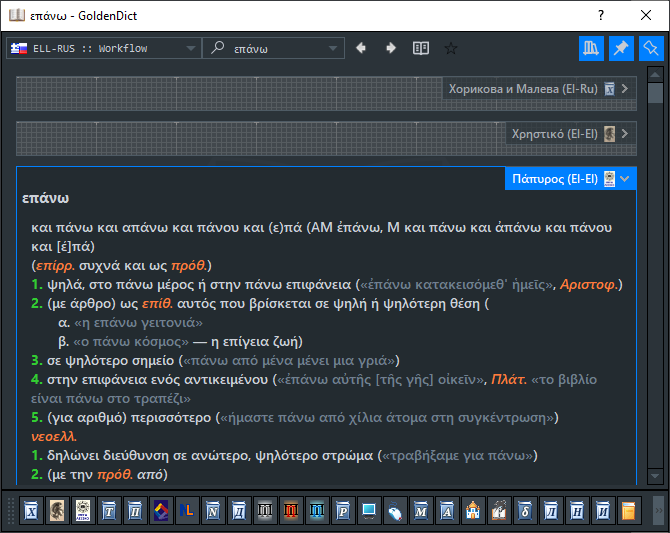 επάνω - GoldenDict
ELL-RUS :: Workflow
επάνω
Хорикова и Малева (El-Ru)
Χρηστικό (El-El)
Πάπυρος (El-El)
επάνω
και πάνω και απάνω και πάνου και (ε)πά (ΑΜ ἐπάνω, Μ και πάνω και ἀπάνω και πάνου
και [έ]πά)
(επίρρ. συχνά και ως πρόθ.)
1. ψηλά, στο πάνω μέρος ή στην πάνω επιφάνεια («ἐπάνω κατακεισόμεθ' ἡμεῖς», Αριστοφ.)
2. (με άρθρο) ως επίθ. αυτός που βρίσκεται σε ψηλή ή ψηλότερη θέση (
α. «η επάνω γειτονιά»
β. «ο πάνω κόσμος» — η επίγεια ζωή)
3. σε ψηλότερο σημείο («πάνω από μένα μένει μια γριά»)
4. στην επιφάνεια ενός αντικειμένου («ἐπάνω αὐτῆς [τῆς γῆς] οἰκεῖν», Πλάτ. «το βιβλίο
είναι πάνω στο τραπέζι»
5. (για αριθμό) περισσότερο («ήμαστε πάνω από χίλια άτομα στη συγκέντρωση»)
νεοελλ.
1. δηλώνει διεύθυνση σε ανώτερο, ψηλότερο στρώμα («τραβήξαμε για πάνω»)
2. (με την πρόθ. από)